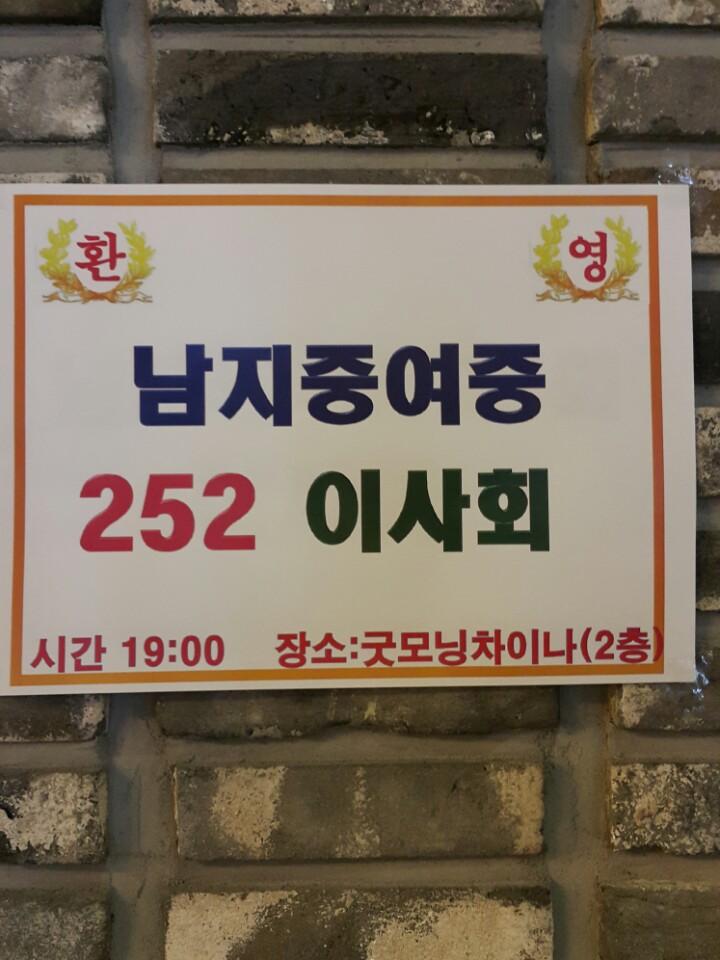 환 영
남지중여중
252 이사회
시간 19:00 장소:굿모닝차이나(2층)